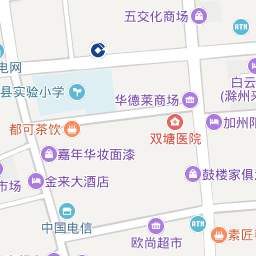 五交化商场
ATM
电网
白云
(滁州
县实验小学
华德莱商场
都可茶饮
双塘医院
加州阳
嘉年华妆面漆
市场
金来大酒店
鼓楼家俱
中国电信
ATM
欧尚超市
素匠